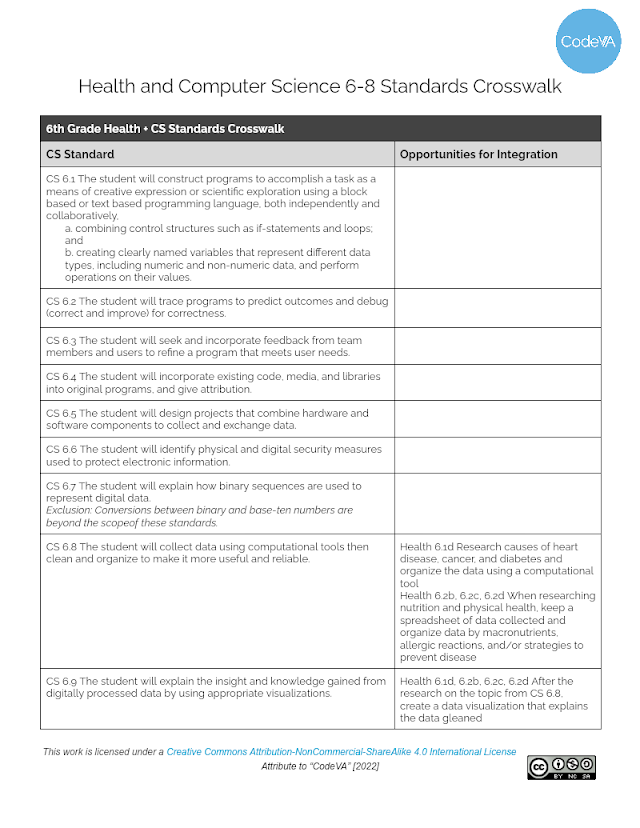 CodeVA
Health and Computer Science 6-8 Standards Crosswalk
6th Grade Health + CS Standards Crosswalk
CS Standard
Opportunities for Integration
CS 6.1 The student will construct programs to accomplish a task as a
means of creative expression or scientific exploration using a block
based or text based programming language, both independently and
collaboratively,
a. combining control structures such as if-statements and loops;
and
b. creating clearly named variables that represent different data
types, including numeric and non-numeric data, and perform
operations on their values.
CS 6.2 The student will trace programs to predict outcomes and debug
(correct and improve) for correctness.
CS 6.3 The student will seek and incorporate feedback from team
members and users to refine a program that meets user needs.
CS 6.4 The student will incorporate existing code, media, and libraries
into original programs, and give attribution.
CS 6.5 The student will design projects that combine hardware and
software components to collect and exchange data.
CS 6.6 The student will identify physical and digital security measures
used to protect electronic information.
CS 6.7 The student will explain how binary sequences are used to
represent digital data.
Exclusion: Conversions between binary and base-ten numbers are
beyond the scopeof these standards.
CS 6.8 The student will collect data using computational tools then
clean and organize to make it more useful and reliable.
Health 6.1d Research causes of heart
disease, cancer, and diabetes and
organize the data using a computational
tool
Health 6.2b, 6.2c, 6.2d When researching
nutrition and physical health, keep a
spreadsheet of data collected and
organize data by macronutrients,
allergic reactions, and/or strategies to
prevent disease
CS 6.9 The student will explain the insight and knowledge gained from
digitally processed data by using appropriate visualizations.
Health 6.1d, 6.2b, 6.2c, 6.2d After the
research on the topic from CS 6.8,
create a data visualization that explains
the data gleaned
This work is licensed under a Creative Commons Attribution-NonCommercial-ShareAlike 4.0 International License
Attribute to "CodeVA" [2022]
cc
BY NC SA